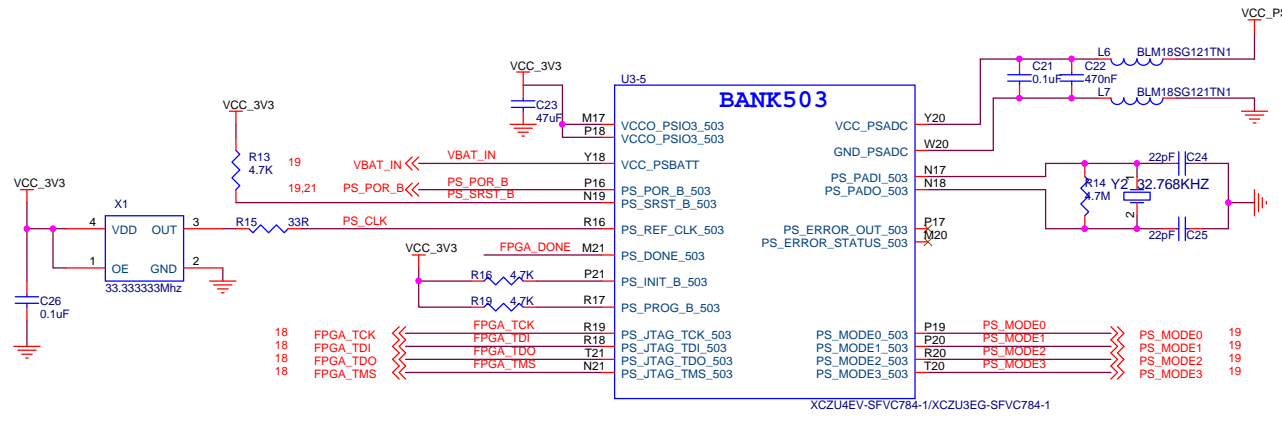 VCC_PS
L6 BLM18SG121TN1
U3-5
BANK503
VCC_3V3
C21
0.1uF
C22
470nF
L7 BLM18SG121TN1
C23
47uF
VCC_3V3
M17 VCCO_PSIO3_503
P18 VCCO_PSIO3_503
VCC_PSADC Y20
GND_PSADC W20
R13
4.7K
19 VBAT_IN VBAT_IN Y18 VCC_PSBATT
19,21 PS_POR_B PS_POR_B P16 PS_POR_B_503
PS_SRST_B N19 PS_SRST_B_503
PS_PADI_503 N17
PS_PADO_503 N18
22pF C24
R14
4.7M
Y2_32.768KHZ
1
2
22pF C25
VCC_3V3
X1
4 VDD OUT 3
1 OE GND 2
33.333333Mhz
C26
0.1uF
R15 33R PS_CLK R16 PS_REF_CLK_503
PS_ERROR_OUT_503 P17
PS_ERROR_STATUS_503 M20
VCC_3V3
FPGA_DONE M21 PS_DONE_503
R16 4.7K P21 PS_INIT_B_503
R19 4.7K R17 PS_PROG_B_503
18 FPGA_TCK FPGA_TCK R19 PS_JTAG_TCK_503
18 FPGA_TDI FPGA_TDI R18 PS_JTAG_TDI_503
18 FPGA_TDO FPGA_TDO T21 PS_JTAG_TDO_503
18 FPGA_TMS FPGA_TMS N21 PS_JTAG_TMS_503
PS_MODE0_503 P19 PS_MODE0 PS_MODE0 19
PS_MODE1_503 P20 PS_MODE1 PS_MODE1 19
PS_MODE2_503 R20 PS_MODE2 PS_MODE2 19
PS_MODE3_503 T20 PS_MODE3 PS_MODE3 19
XCZU4EV-SFVC784-1/XCZU3EG-SFVC784-1